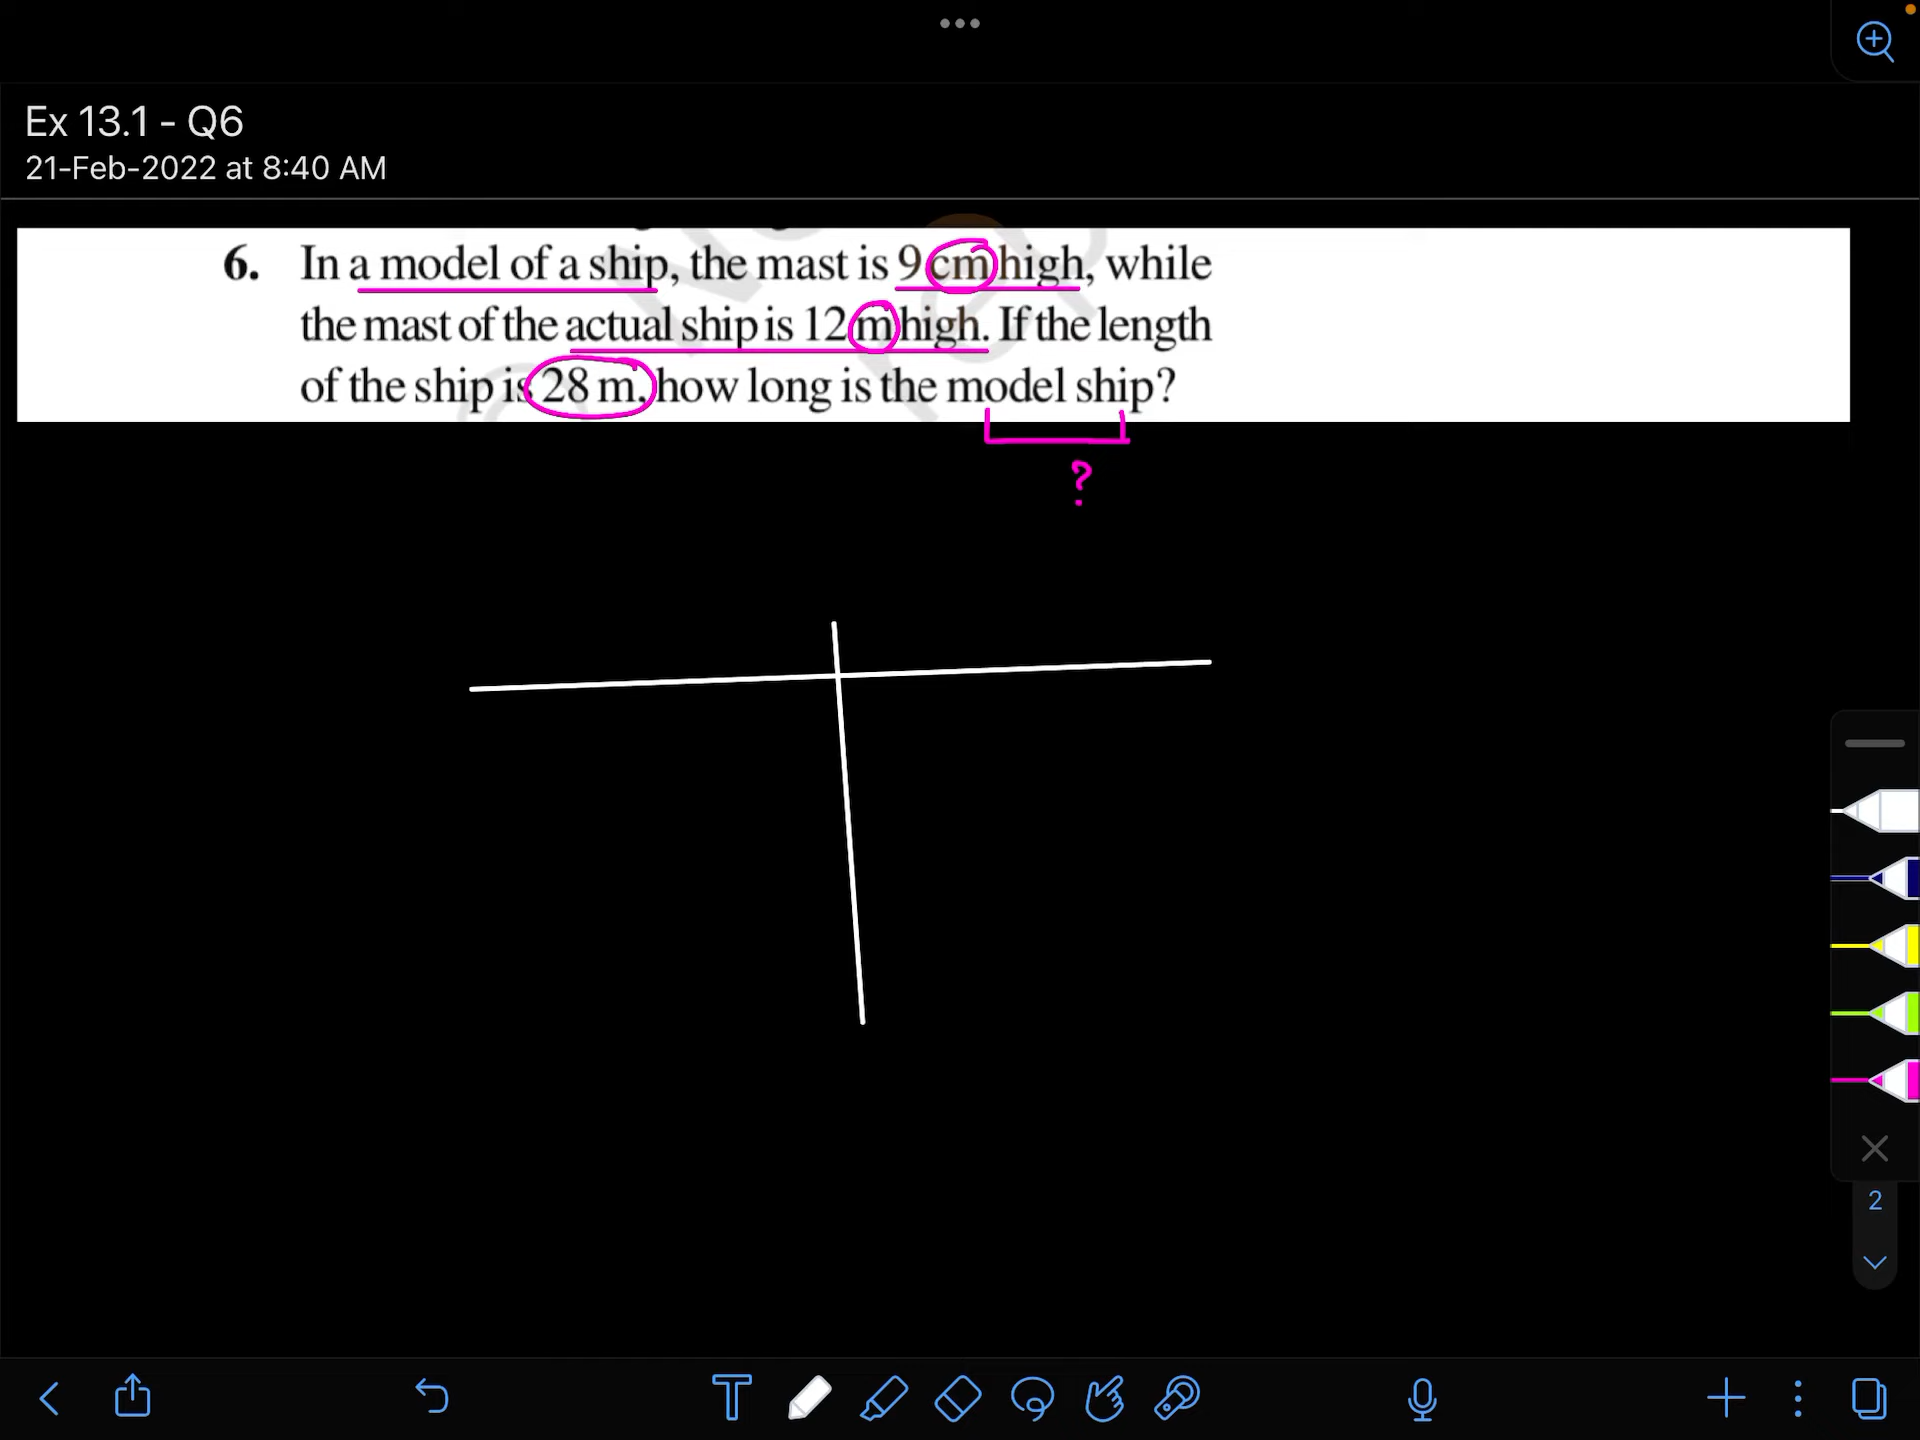 Ex 13.1 - Q6
21-Feb-2022 at 8:40 AM
6. In a model of a ship, the mast is 9 cm high, while
the mast of the actual ship is 12 m high. If the length
of the ship is 28 m, how long is the model ship?
?
2